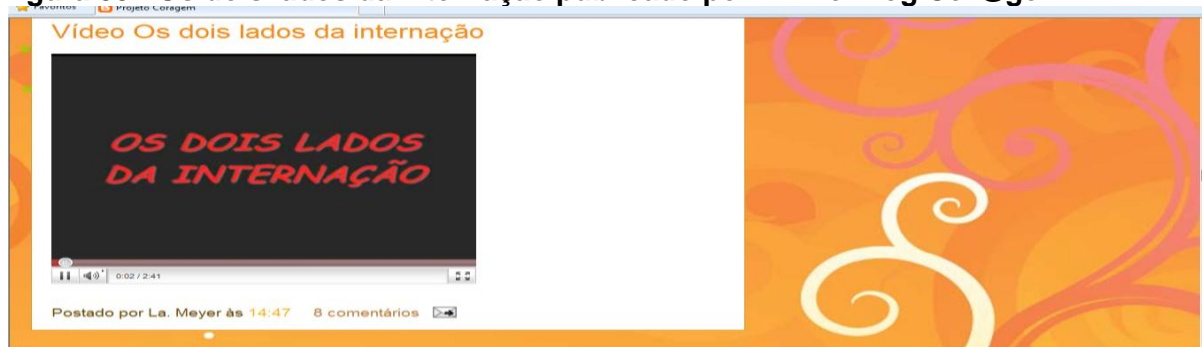 Favoritos Projeto Coragem
Vídeo Os dois lados da internação
OS DOIS LADOS
DA INTERNAÇÃO
0:02 / 2:41
Postado por La. Meyer às 14:47 8 comentários